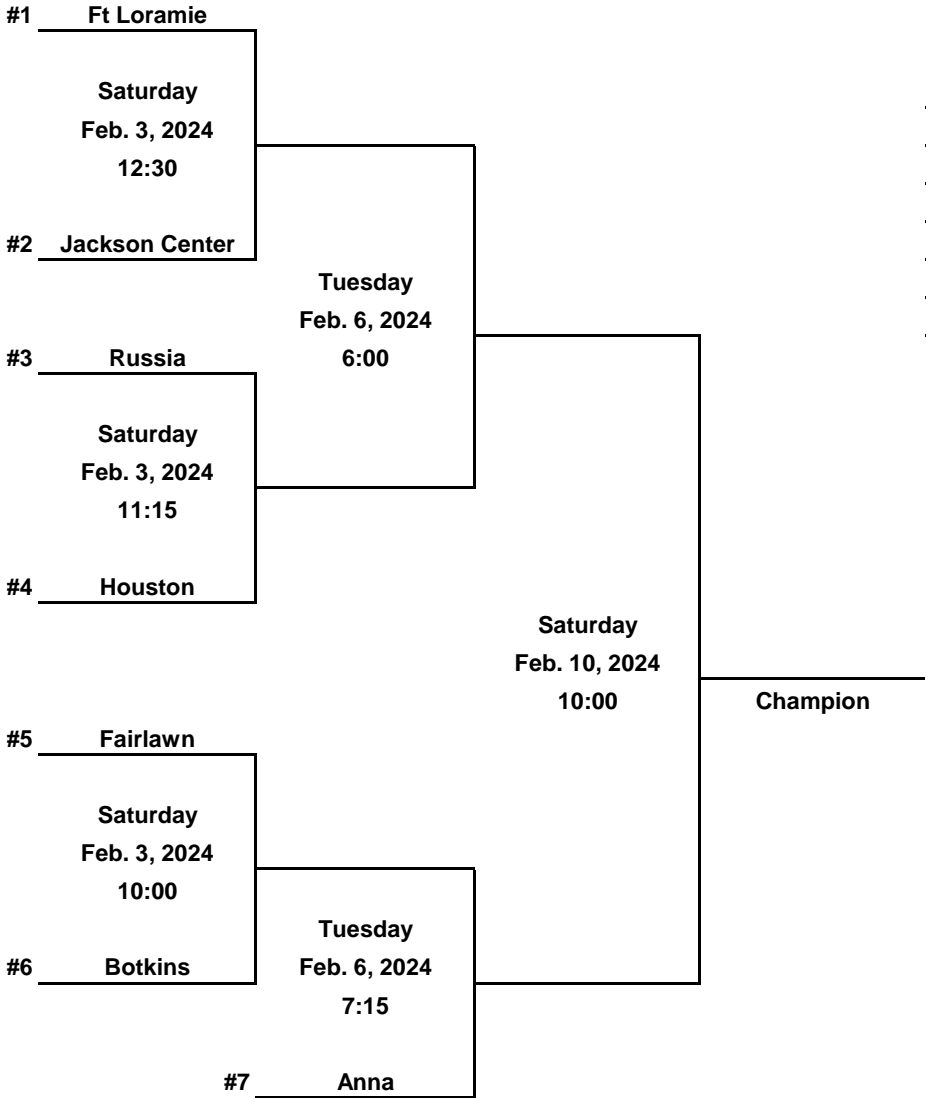 #1 Ft Loramie
Saturday
Feb. 3, 2024
12:30
#2 Jackson Center
Tuesday
Feb. 6, 2024
6:00
#3 Russia
Saturday
Feb. 3, 2024
11:15
#4 Houston
Saturday
Feb. 10, 2024
10:00
Champion
#5 Fairlawn
Saturday
Feb. 3, 2024
10:00
#6 Botkins
Tuesday
Feb. 6, 2024
7:15
#7 Anna